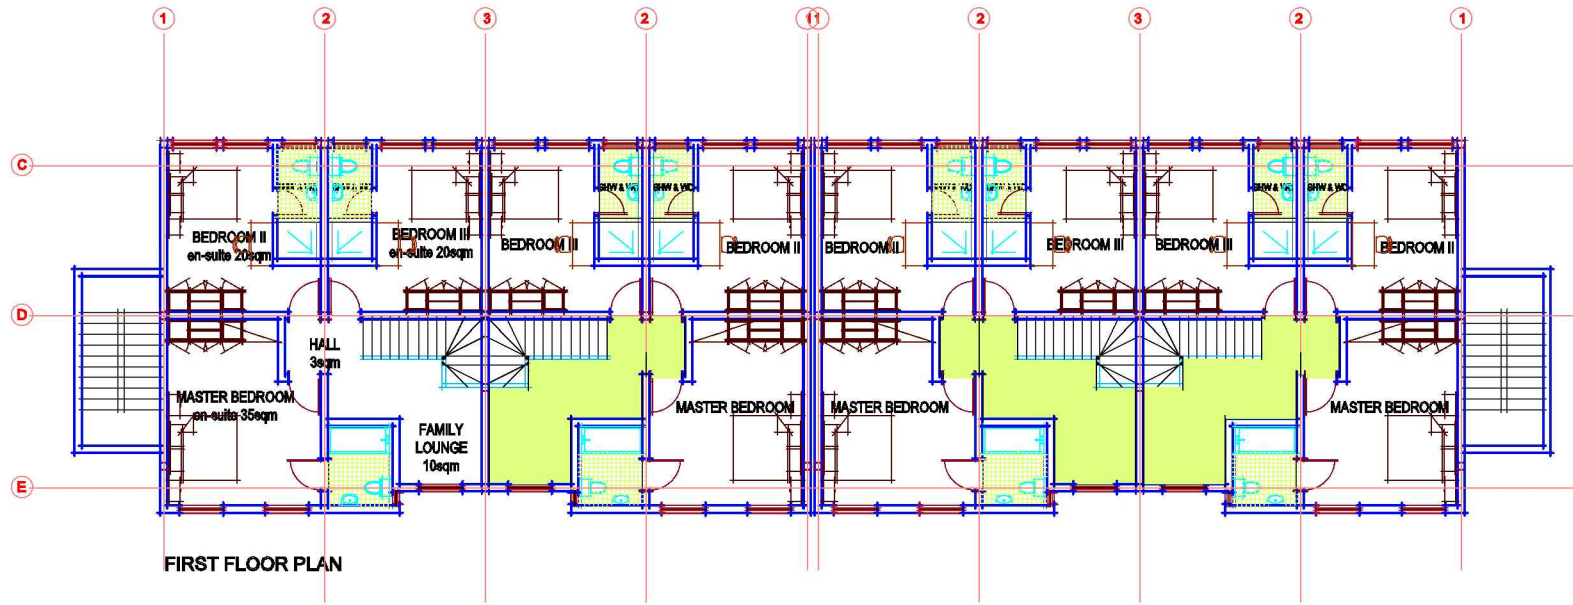 1 2 3 2 1 1 2 3 2 1
C
SHW & WC SHW & WC SHW & WC SHW & WC
BEDROOM II
en-suite 20sqm
BEDROOM III
en-suite 20sqm
BEDROOM III
BEDROOM II
BEDROOM II
BEDROOM III
BEDROOM III
BEDROOM II
D
HALL
3sqm
MASTER BEDROOM
en-suite 35sqm
FAMILY
LOUNGE
10sqm
MASTER BEDROOM
MASTER BEDROOM
MASTER BEDROOM
E
FIRST FLOOR PLAN